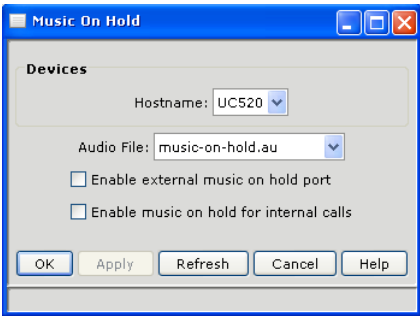 Music On Hold
Devices
Hostname: UC520
Audio File: music-on-hold.au
Enable external music on hold port
Enable music on hold for internal calls
OK Apply Refresh Cancel Help